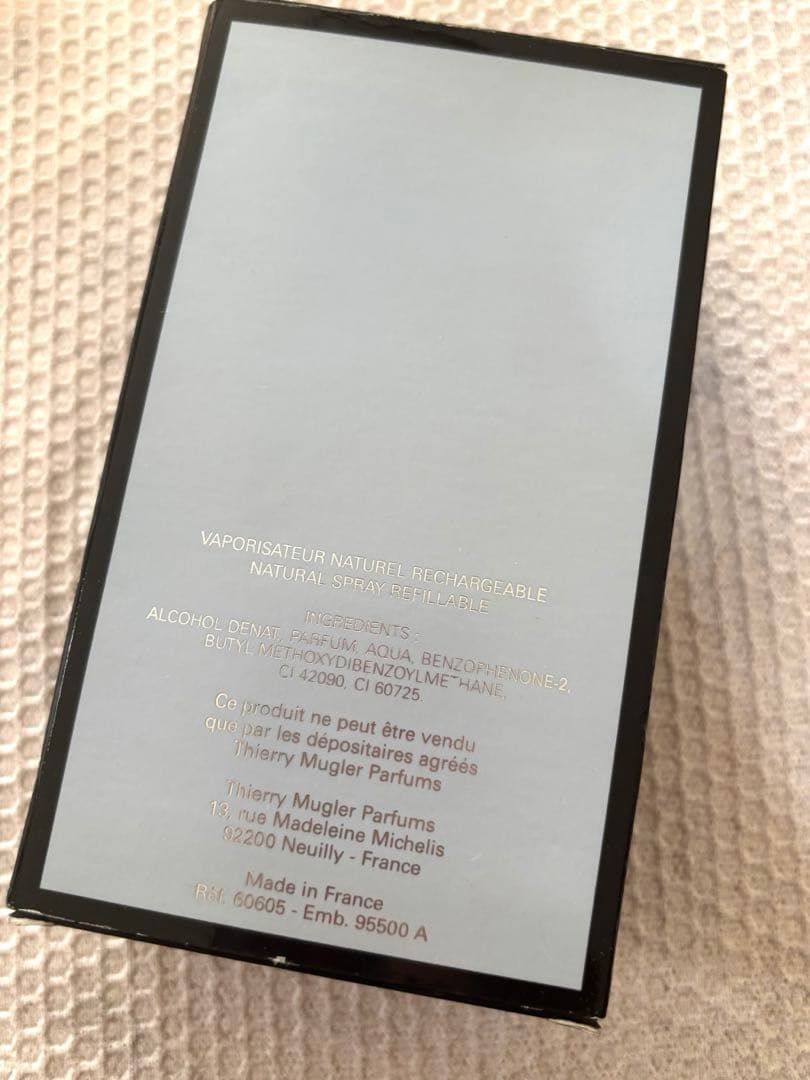 VAPORISATEUR NATUREL RECHARGEABLE
NATURAL SPRAY REFILLABLE
INGREDIENTS :
ALCOHOL DENAT., PARFUM, AQUA, BENZOPHENONE-2,
BUTYL METHOXYDIBENZOYLMETHANE,
CI 42090, CI 60725.
Ce produit ne peut être vendu
que par les dépositaires agréés
Thierry Mugler Parfums
Thierry Mugler Parfums
13, rue Madeleine Michelis
92200 Neuilly - France
Made in France
Réf. 60605 - Emb. 95500 A